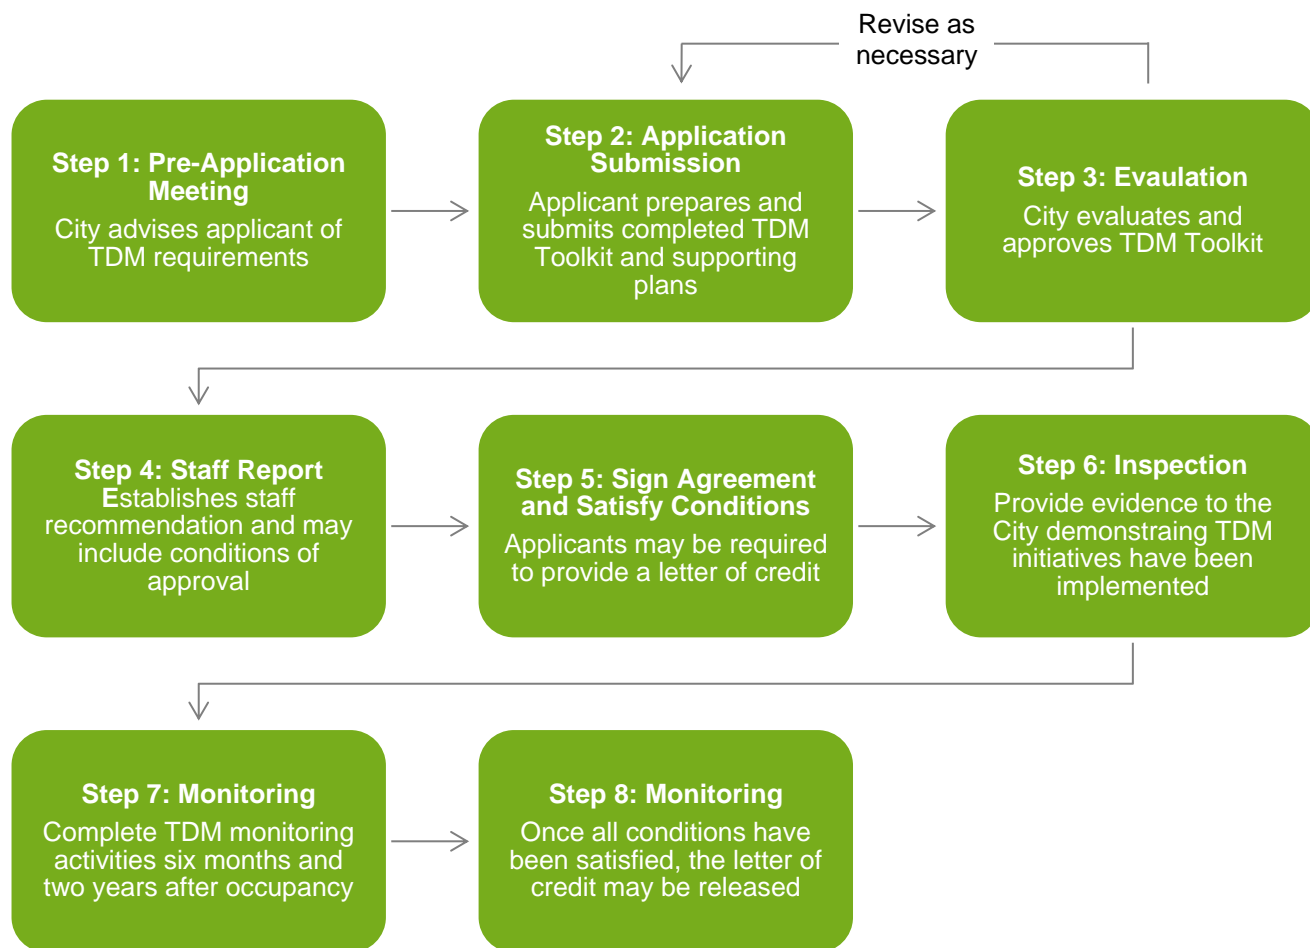 Revise as
necessary
Step 1: Pre-Application
Meeting
City advises applicant of
TDM requirements
Step 2: Application
Submission
Applicant prepares and
submits completed TDM
Toolkit and supporting
plans
Step 3: Evaulation
City evaluates and
approves TDM Toolkit
Step 4: Staff Report
Establishes staff
recommendation and may
include conditions of
approval
Step 5: Sign Agreement
and Satisfy Conditions
Applicants may be required
to provide a letter of credit
Step 6: Inspection
Provide evidence to the
City demonstraing TDM
initiatives have been
implemented
Step 7: Monitoring
Complete TDM monitoring
activities six months and
two years after occupancy
Step 8: Monitoring
Once all conditions have
been satisfied, the letter of
credit may be released